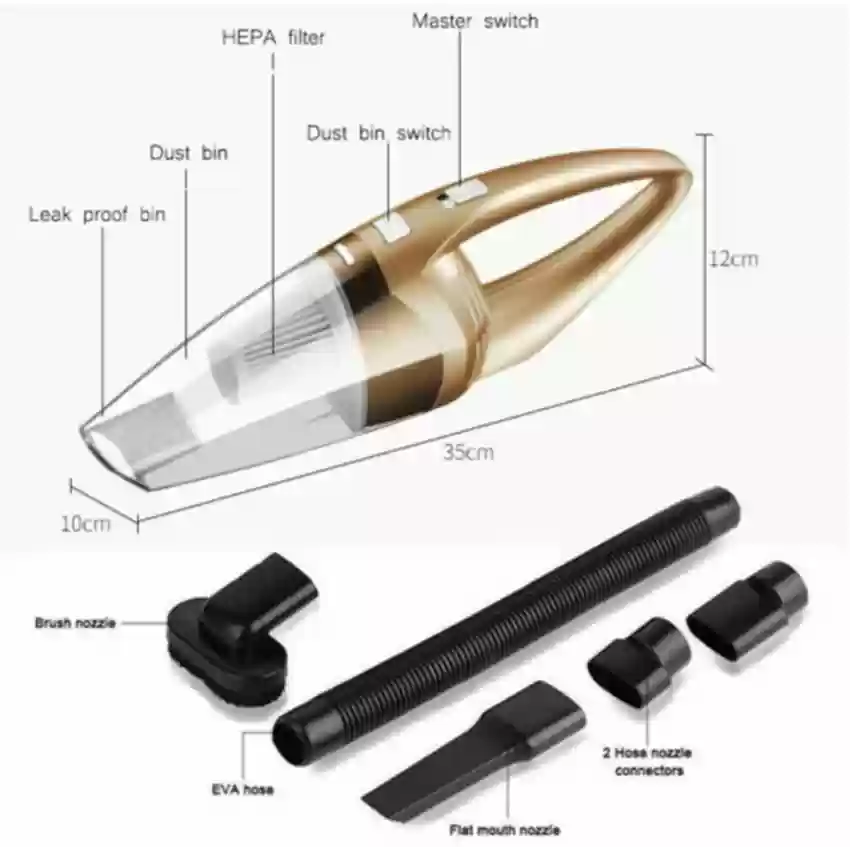 Master switch
HEPA filter
Dust bin switch
Dust bin
Leak proof bin
12cm
35cm
10cm
Brush nozzle
2 Hose nozzle
connectors
EVA hose
Flat mouth nozzle